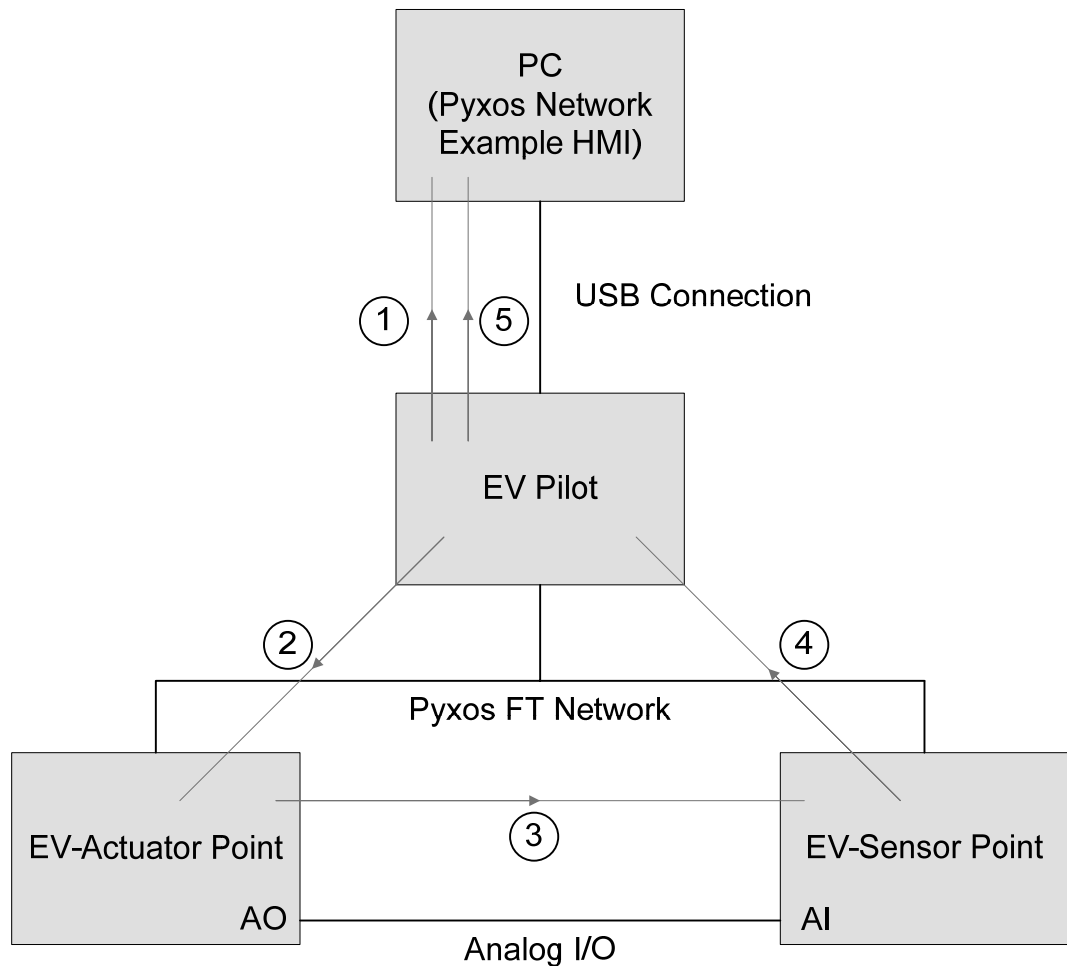 PC
(Pyxos Network
Example HMI)
USB Connection
1
5
EV Pilot
2
4
Pyxos FT Network
EV-Actuator Point
3
EV-Sensor Point
AO
AI
Analog I/O